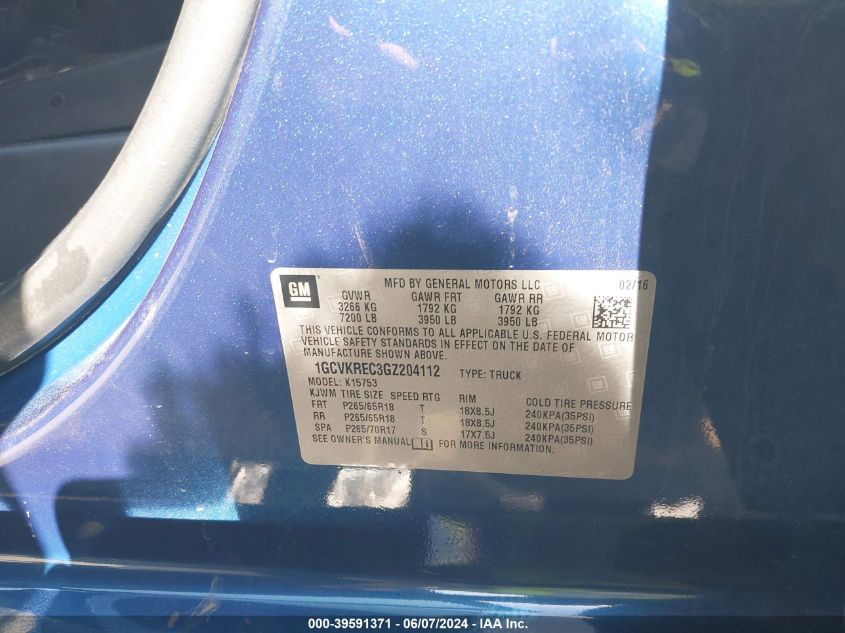 GM
MFD BY GENERAL MOTORS LLC 02/16
GVWR GAWR FRT GAWR RR
3266 KG 1792 KG 1792 KG
7200 LB 3950 LB 3950 LB
THIS VEHICLE CONFORMS TO ALL APPLICABLE U.S. FEDERAL MOTOR
VEHICLE SAFETY STANDARDS IN EFFECT ON THE DATE OF
MANUFACTURE SHOWN ABOVE.
1GCVKREC3GZ204112 TYPE: TRUCK
MODEL: K15753
KJWM TIRE SIZE SPEED RTG RIM COLD TIRE PRESSURE
FRT P265/65R18 T 18X8.5J 240KPA(35PSI)
RR P265/65R18 T 18X8.5J 240KPA(35PSI)
SPA P265/70R17 S 17X7.5J 240KPA(35PSI)
SEE OWNER'S MANUAL FOR MORE INFORMATION.
000-39591371 - 06/07/2024 - IAA Inc.